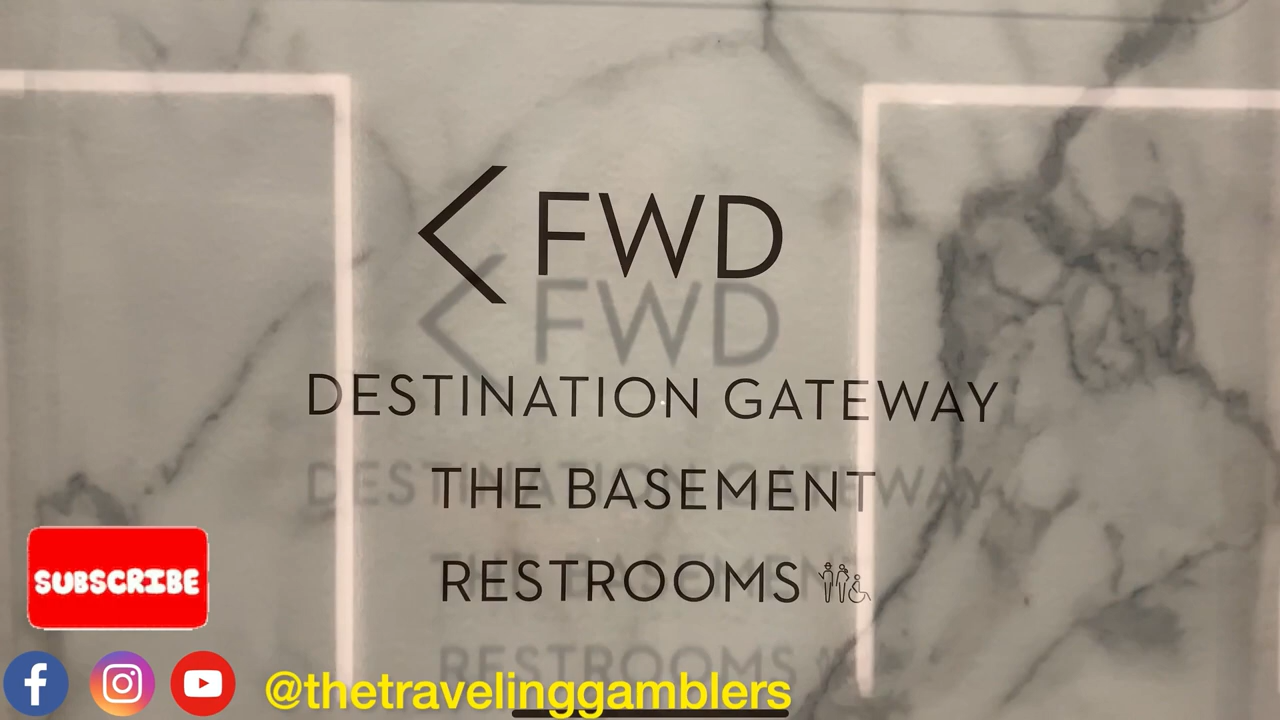 < FWD
DESTINATION GATEWAY
THE BASEMENT
RESTROOMS
SUBSCRIBE
@thetravelinggamblers